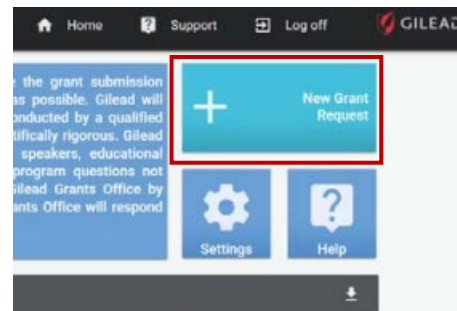 Home Support Log off GILEAD
the grant submission
as possible. Gilead will
onducted by a qualified
tifically rigorous. Gilead
speakers, educational
program questions not
Gilead Grants Office by
ants Office will respond
New Grant
Request
Settings
Help